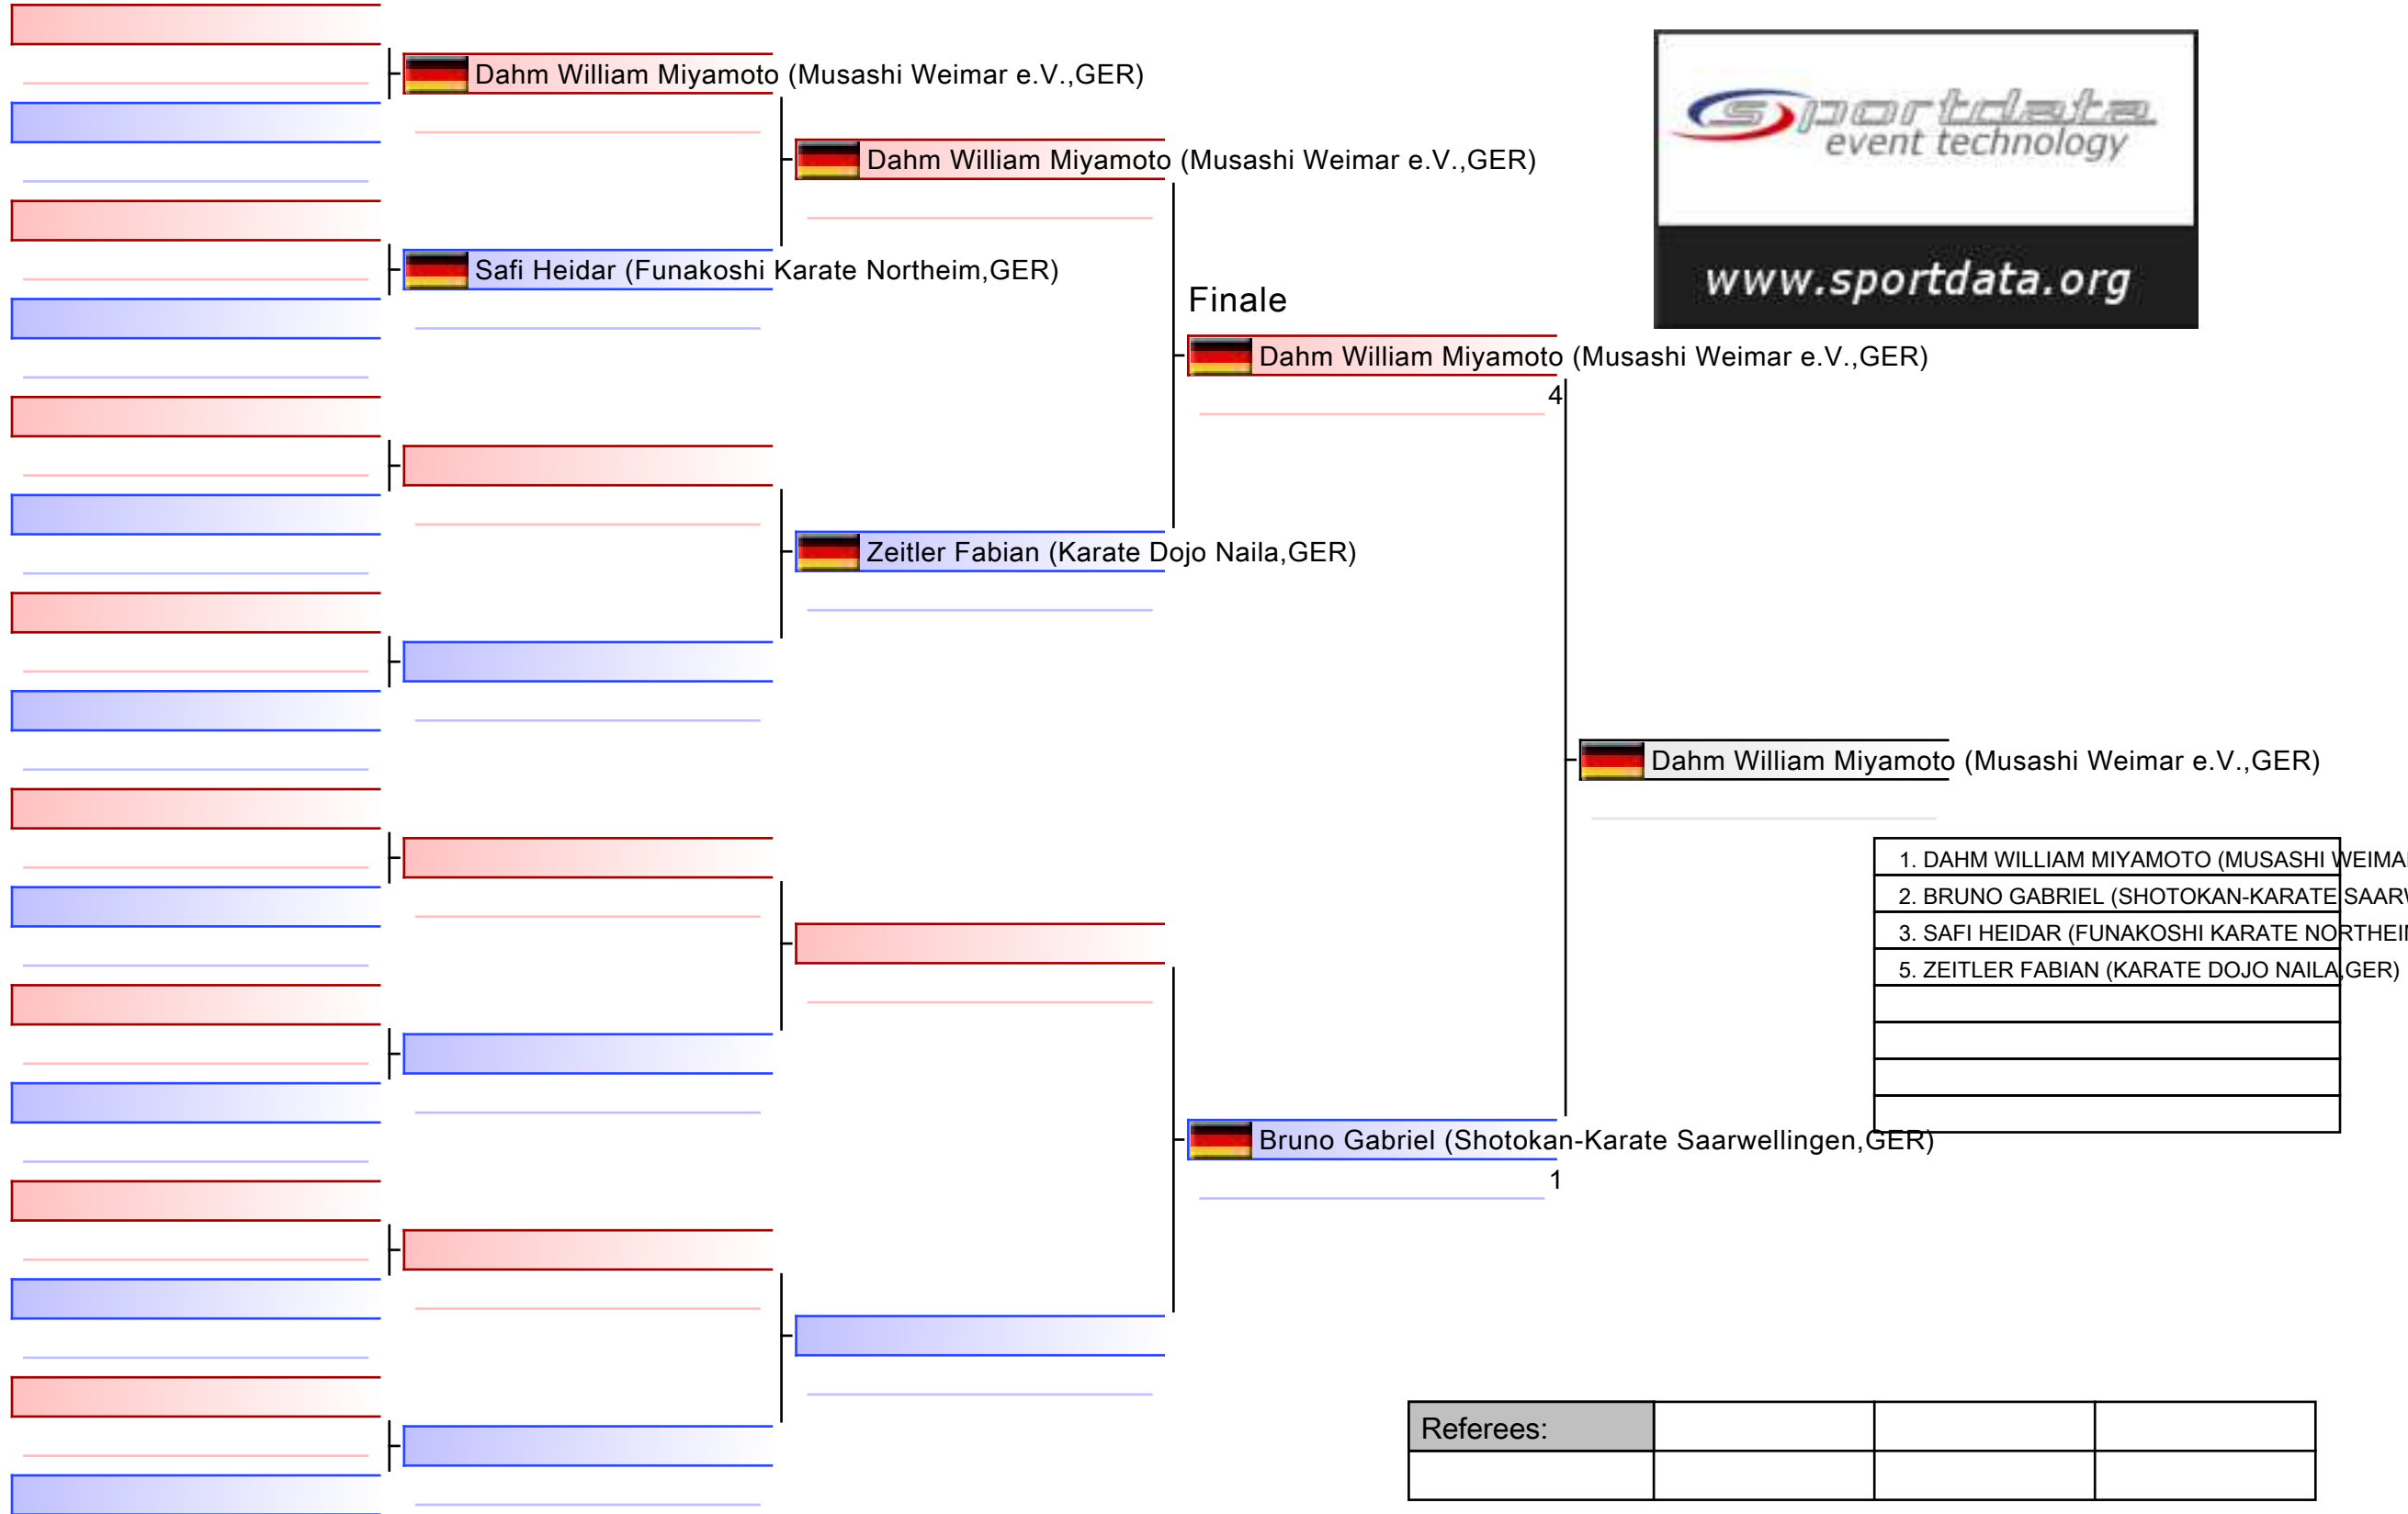 Dahm William Miyamoto (Musashi Weimar e.V.,GER)
Dahm William Miyamoto (Musashi Weimar e.V.,GER)
sportdata
event technology
www.sportdata.org
Safi Heidar (Funakoshi Karate Northeim,GER)
Finale
Dahm William Miyamoto (Musashi Weimar e.V.,GER)
4
Zeitler Fabian (Karate Dojo Naila,GER)
Dahm William Miyamoto (Musashi Weimar e.V.,GER)
1. DAHM WILLIAM MIYAMOTO (MUSASHI
2. BRUNO GABRIEL (SHOTOKAN-KARATE
3. SAFI HEIDAR (FUNAKOSHI KARATE
5. ZEITLER FABIAN (KARATE DOJO NAILA,GER)
Bruno Gabriel (Shotokan-Karate Saarwellingen,GER)
1
Referees: